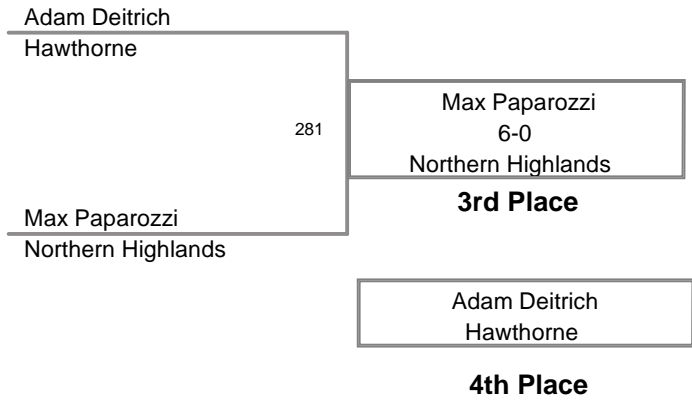 Adam Deitrich
Hawthorne
281
Max Paparozzi
6-0
Northern Highlands
3rd Place
Max Paparozzi
Northern Highlands
Adam Deitrich
Hawthorne
4th Place